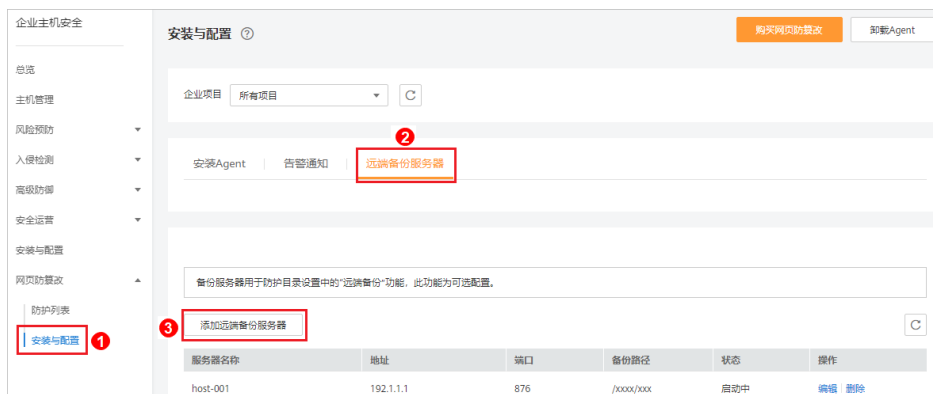 企业主机安全
总览
主机管理
风险预防
入侵检测
高级防御
安全运营
安装与配置
网页防篡改
防护列表
安装与配置 1
安装与配置 ?
购买网页防篡改 卸载Agent
企业项目 所有项目
2
安装Agent 告警通知 远端备份服务器
备份服务器用于防护目录设置中的“远端备份”功能，此功能为可选配置。
3 添加远端备份服务器
服务器名称 地址 端口 备份路径 状态 操作
host-001 192.1.1.1 876 /xxxx/xxx 启动中 编辑 删除